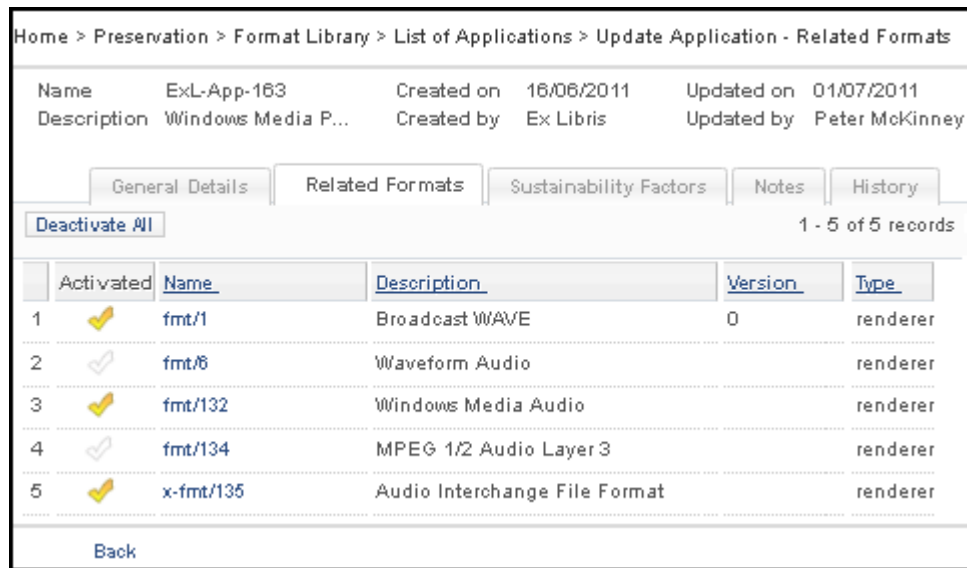 Home > Preservation > Format Library > List of Applications > Update Application - Related Formats
Name ExL-App-163 Created on 16/06/2011 Updated on 01/07/2011
Description Windows Media P... Created by Ex Libris Updated by Peter McKinney
General Details Related Formats Sustainability Factors Notes History
Deactivate All 1 - 5 of 5 records
Activated Name Description Version Type
1 fmt/1 Broadcast WAVE 0 renderer
2 fmt/6 Waveform Audio renderer
3 fmt/132 Windows Media Audio renderer
4 fmt/134 MPEG 1/2 Audio Layer 3 renderer
5 x-fmt/135 Audio Interchange File Format renderer
Back